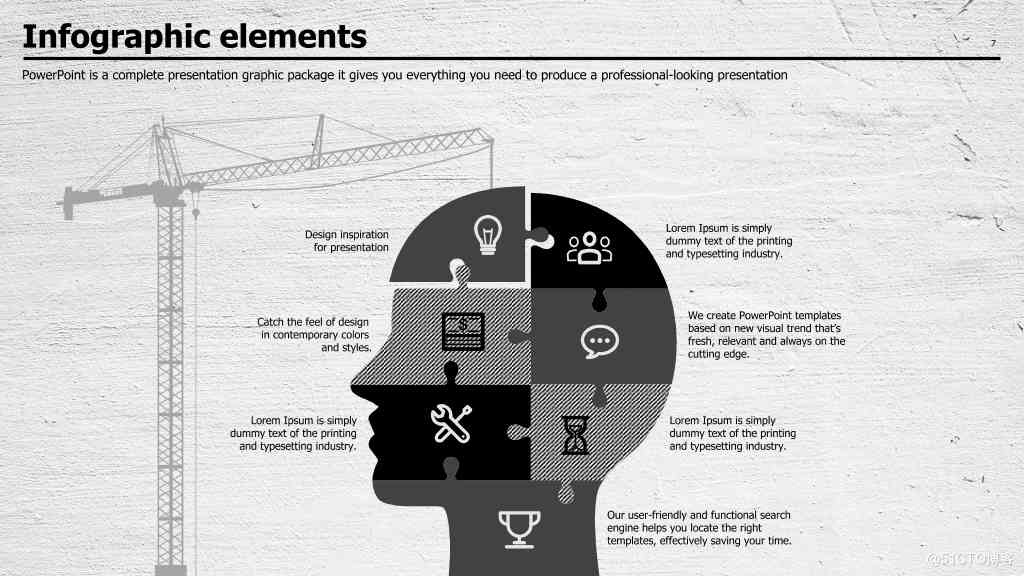 Infographic elements
7
PowerPoint is a complete presentation graphic package it gives you everything you need to produce a professional-looking presentation
Design inspiration
for presentation
Lorem Ipsum is simply
dummy text of the printing
and typesetting industry.
Catch the feel of design
in contemporary colors
and styles.
$
We create PowerPoint templates
based on new visual trend that's
fresh, relevant and always on the
cutting edge.
Lorem Ipsum is simply
dummy text of the printing
and typesetting industry.
Lorem Ipsum is simply
dummy text of the printing
and typesetting industry.
Our user-friendly and functional search
engine helps you locate the right
templates, effectively saving your time.
@51CTO博客